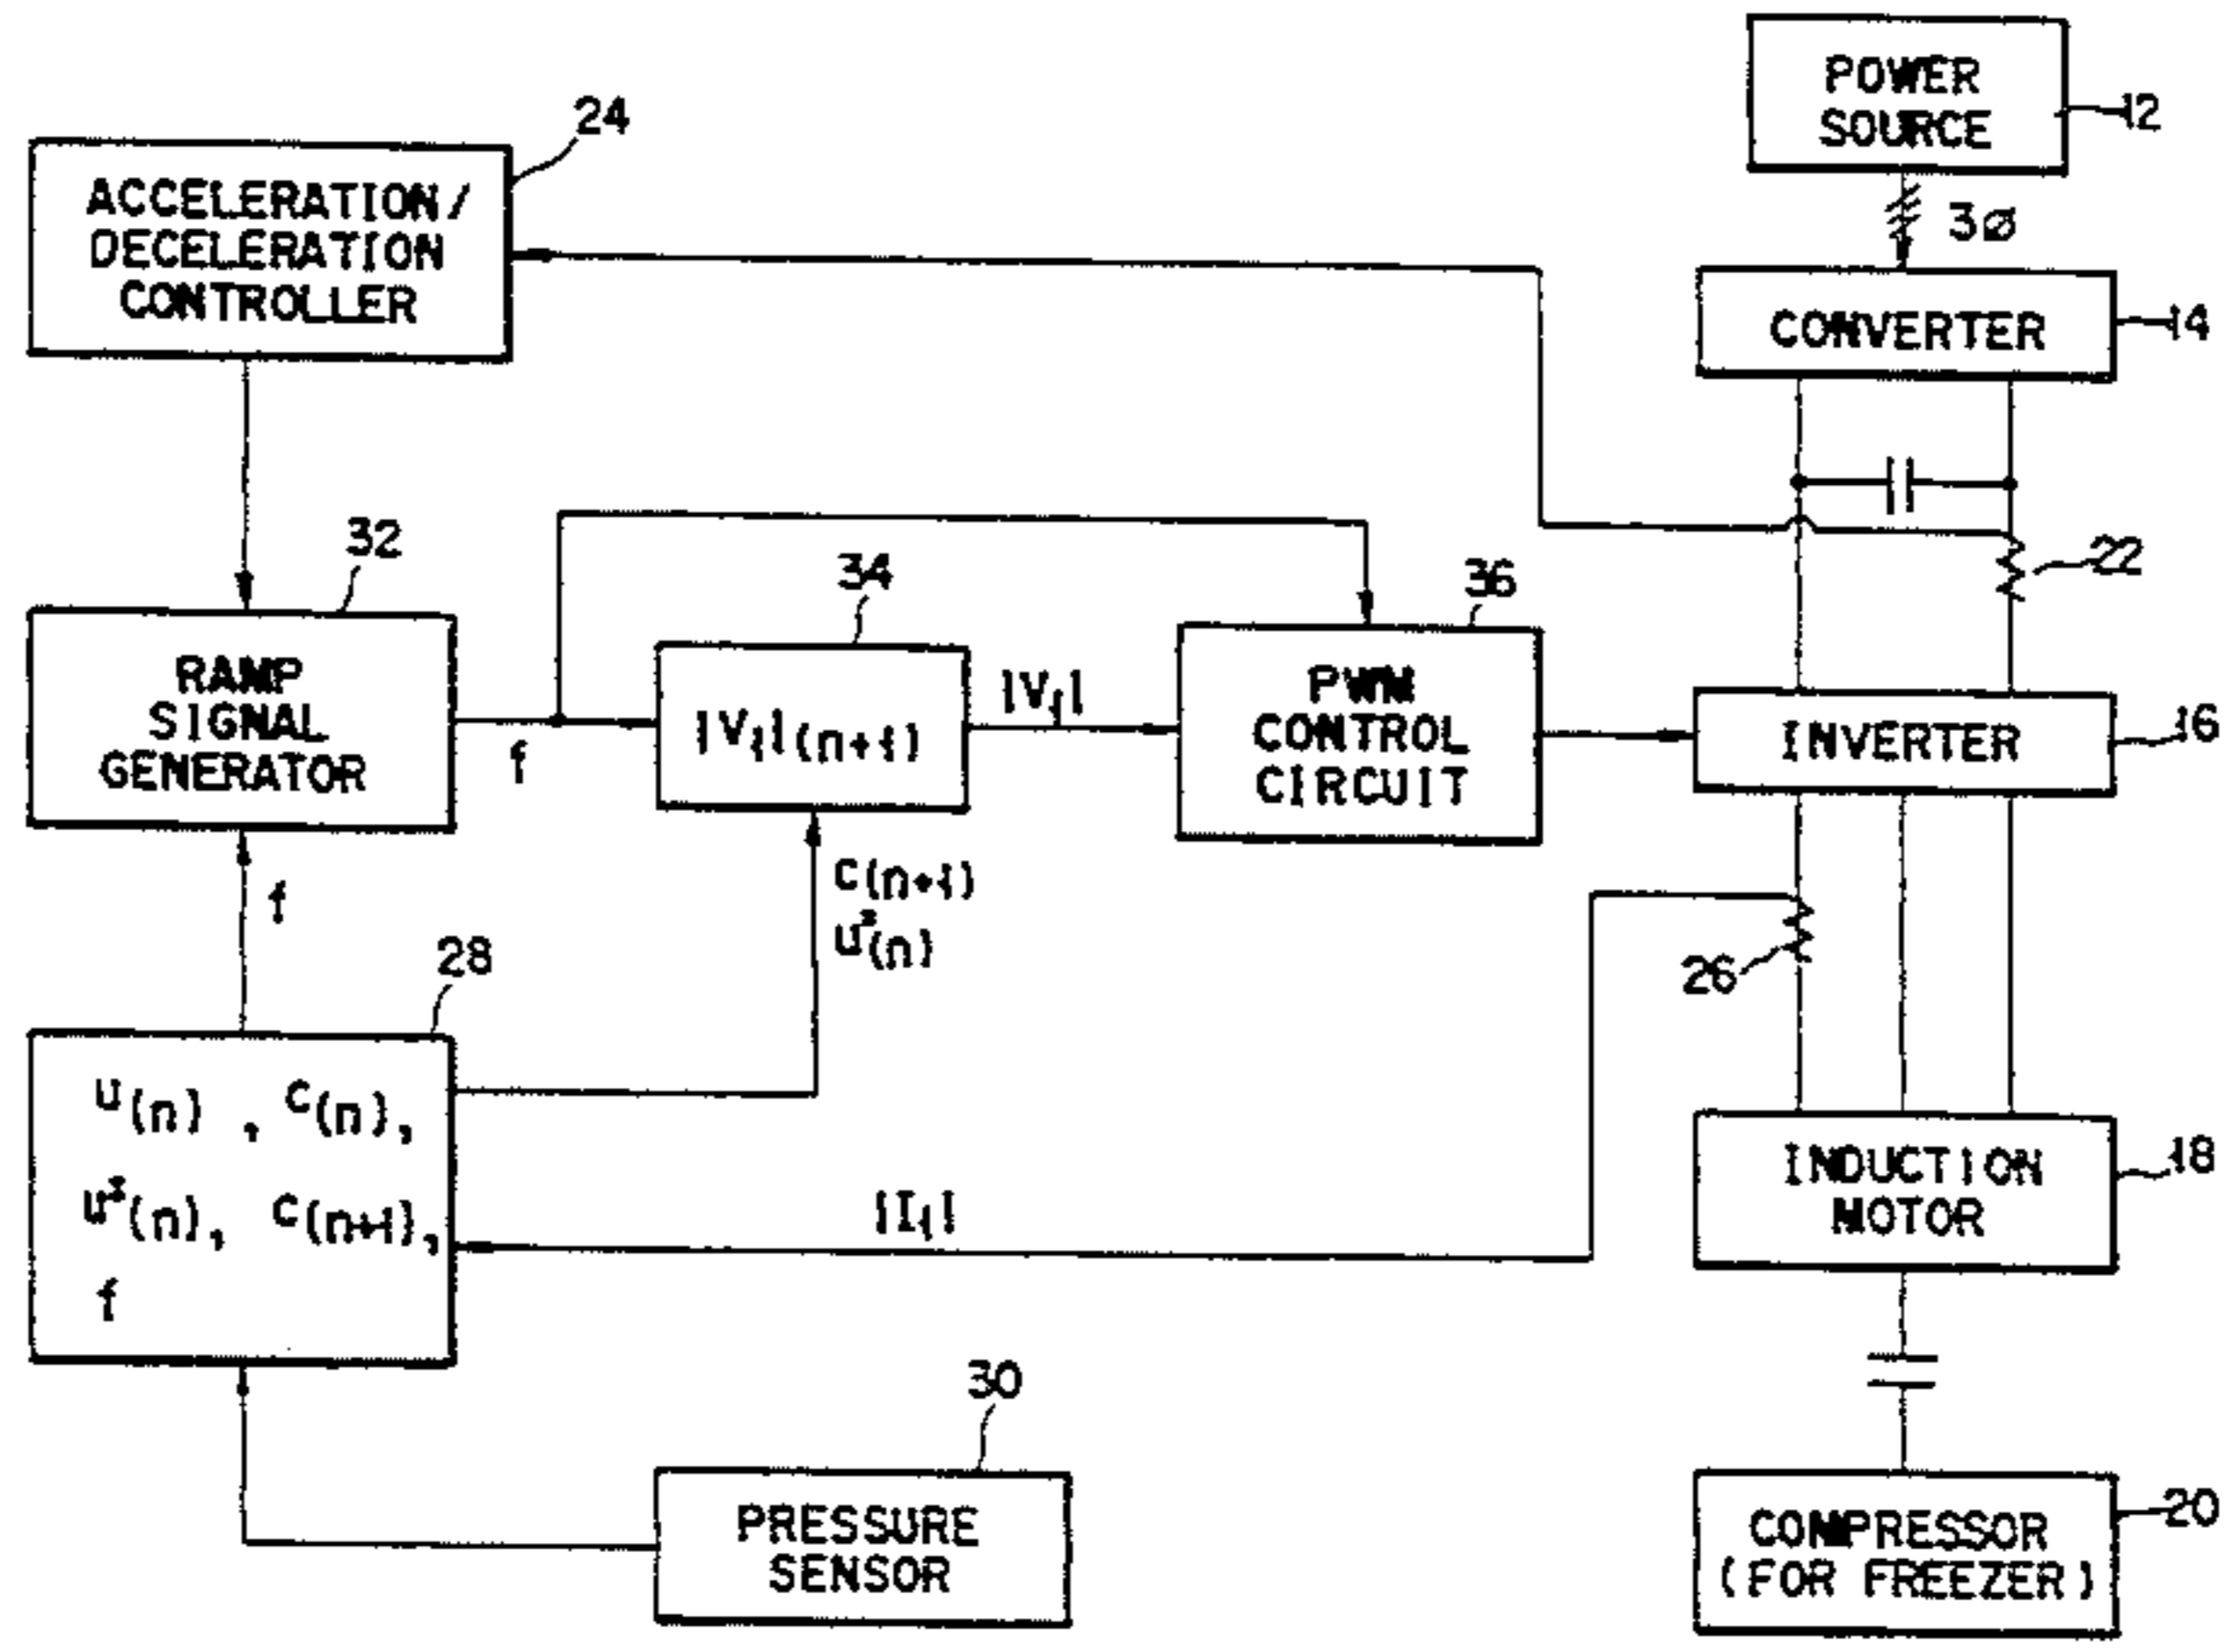 POWER
SOURCE
12
24
ACCELERATION/
DECELERATION
CONTROLLER
3ø
CONVERTER
14
32
34
36
22
RAMP
SIGNAL
GENERATOR
f
|V₁|(n+1)
|V₁|
PWM
CONTROL
CIRCUIT
INVERTER
16
f
c(n+1)
u*(n)
26
28
u(n) , c(n),
u*(n), c(n+1),
f
|I₁|
INDUCTION
MOTOR
18
30
PRESSURE
SENSOR
COMPRESSOR
(FOR FREEZER)
20